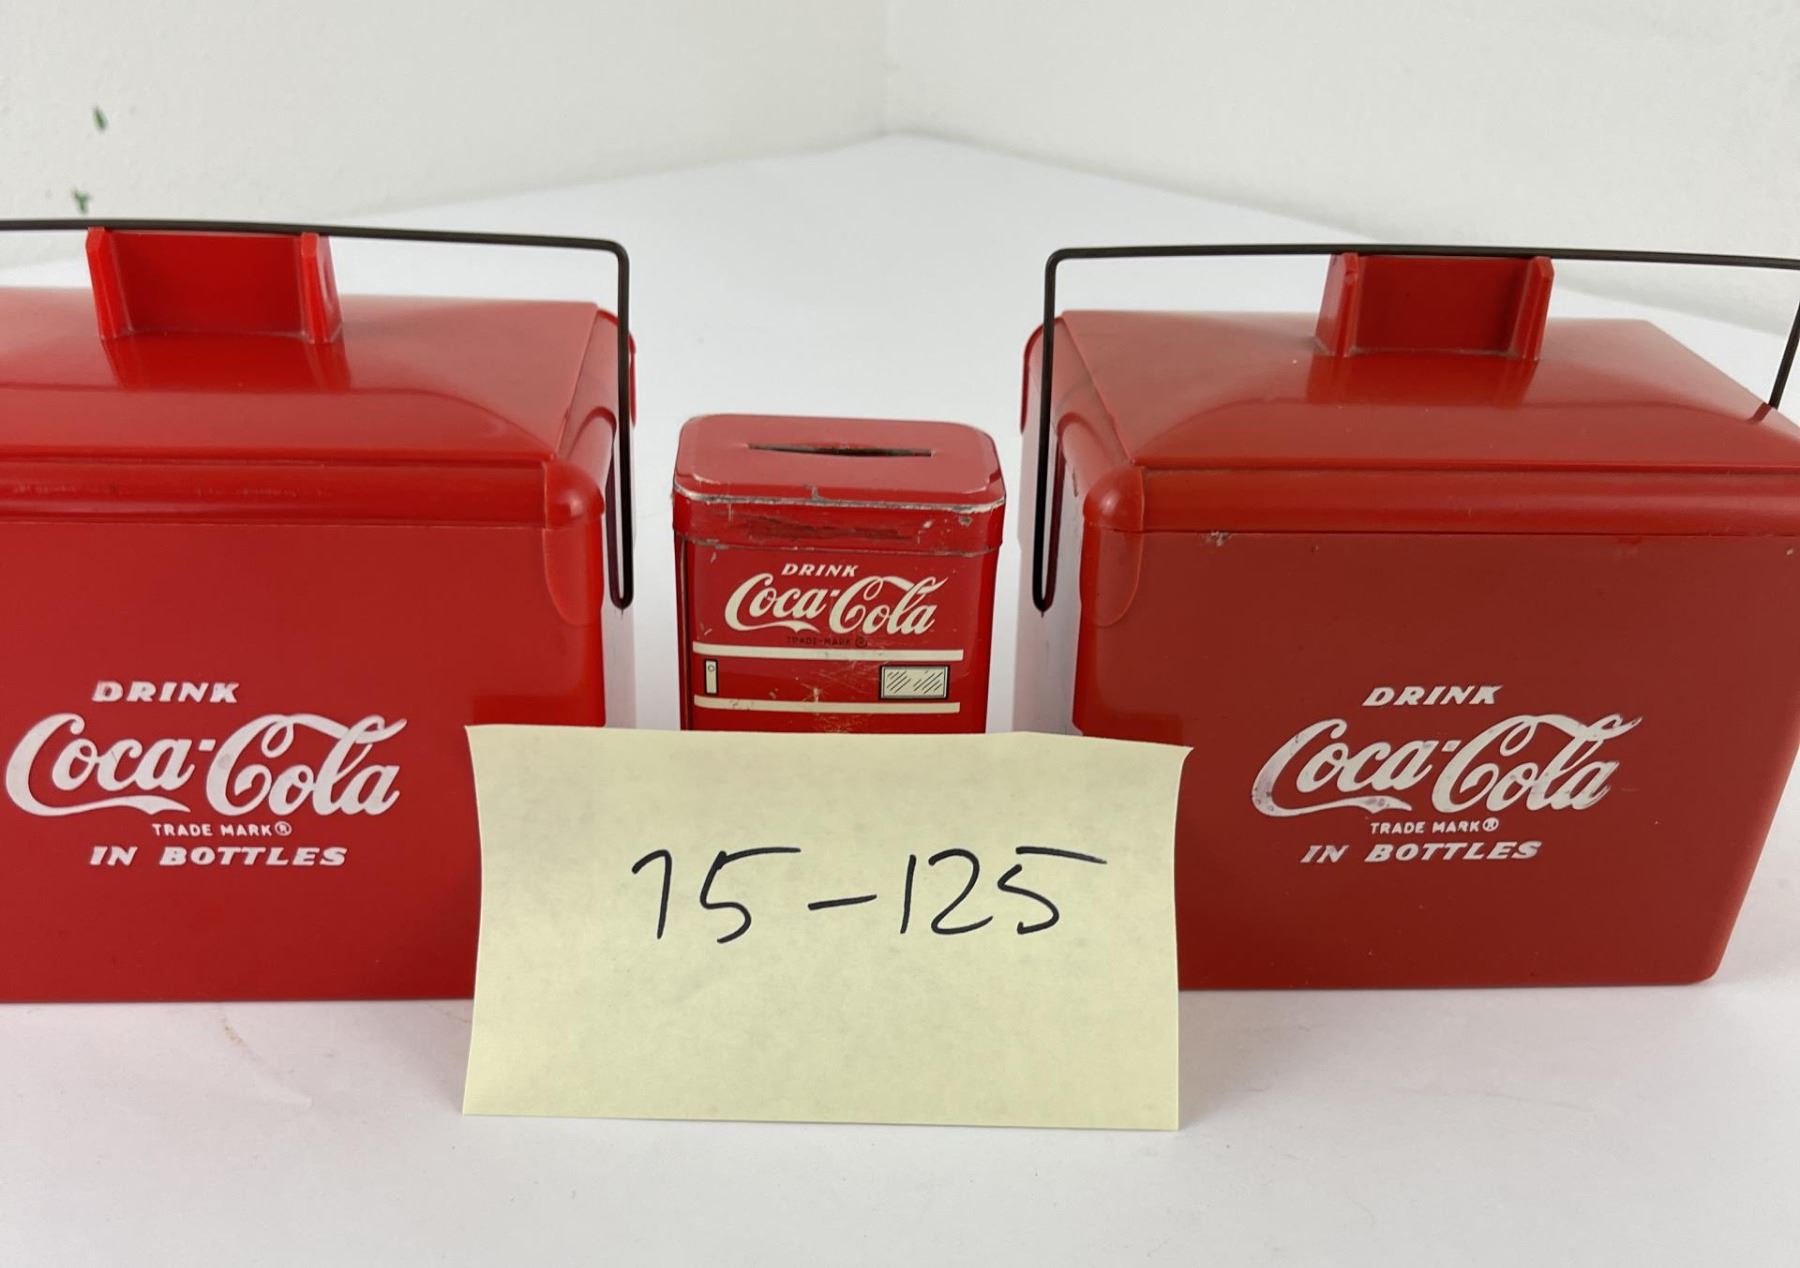 DRINK
Coca-Cola
TRADE MARK®
IN BOTTLES
DRINK
Coca-Cola
TRADE-MARK ®
75-125
DRINK
Coca-Cola
TRADE MARK®
IN BOTTLES